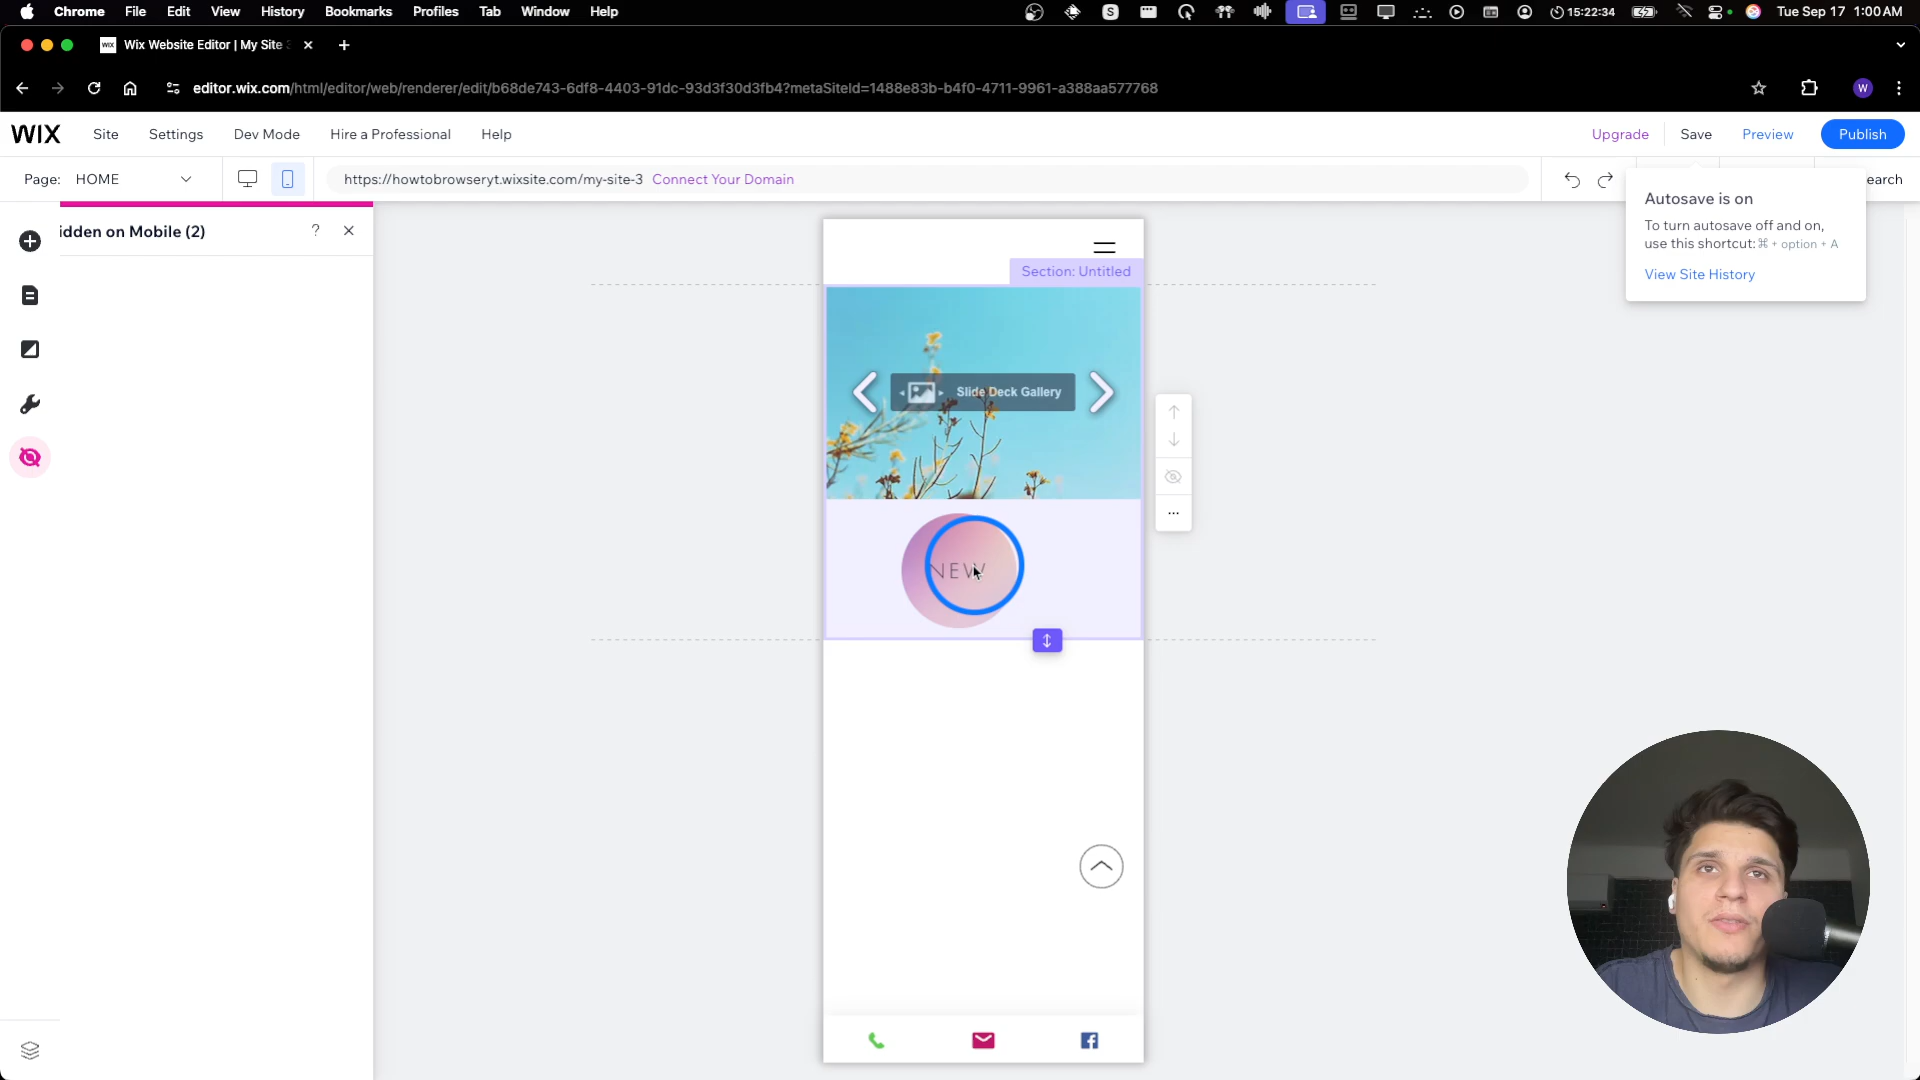 Chrome File Edit View History Bookmarks Profiles Tab Window Help
15:22:34 Tue Sep 17 1:00 AM
WIX Wix Website Editor | My Site
editor.wix.com/html/editor/web/renderer/edit/b68de743-6df8-4403-91dc-93d3f30d3fb4?metaSiteId=1488e83b-b4f0-4711-9961-a388aa577768
W
WIX Site Settings Dev Mode Hire a Professional Help Upgrade Save Preview Publish
Page: HOME https://howtobrowseryt.wixsite.com/my-site-3 Connect Your Domain earch
Autosave is on
To turn autosave off and on,
use this shortcut:⌘ + option + A
View Site History
idden on Mobile (2) ?
Section: Untitled
Slide Deck Gallery
NEW